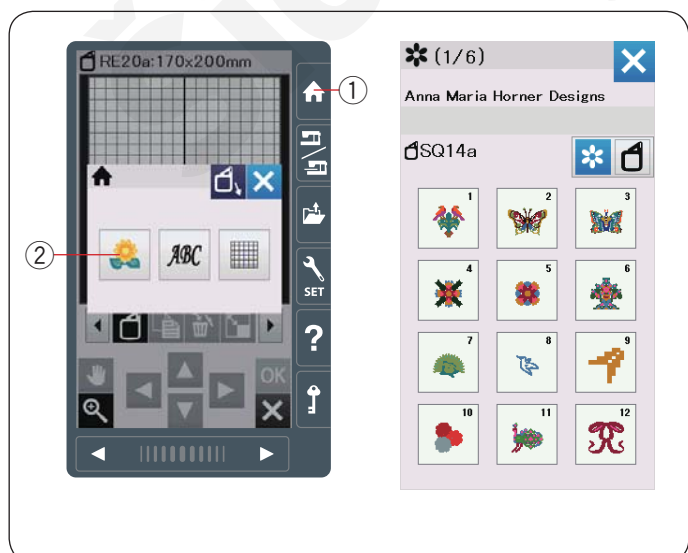 RE20a:170x200mm
①
ABC
②
SET
?
OK
(1/6)
Anna Maria Horner Designs
SQ14a
1
2
3
4
5
6
7
8
9
10
11
12